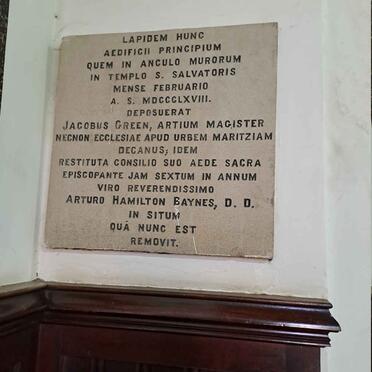 LAPIDEM HUNC
AEDIFICII PRINCIPIUM
QUEM IN ANGULO MURORUM
IN TEMPLO S. SALVATORIS
MENSE FEBRUARIO
A. S. MDCCCLXVIII.
DEPOSUERAT
JACOBUS GREEN, ARTIUM MAGISTER
NECNON ECCLESIAE APUD URBEM MARITZIAM
DECANUS; IDEM
RESTITUTA CONSILIO SUO AEDE SACRA
EPISCOPANTE JAM SEXTUM IN ANNUM
VIRO REVERENDISSIMO
ARTURO HAMILTON BAYNES, D. D.
IN SITUM
QUÂ NUNC EST
REMOVIT.